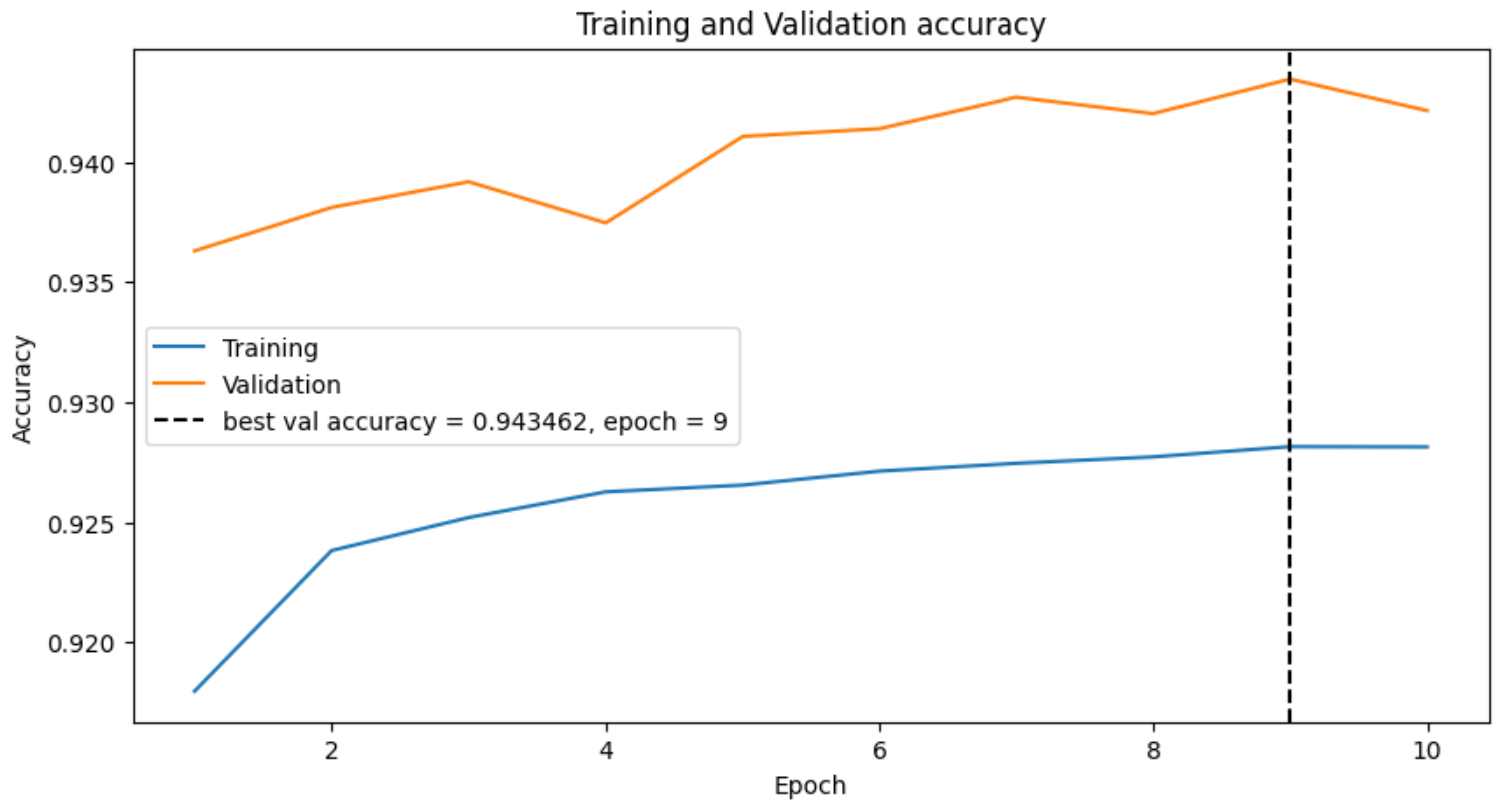 Training and Validation accuracy
0.940
0.935
0.930
0.925
0.920
Accuracy
Training
Validation
best val accuracy = 0.943462, epoch = 9
2 4 6 8 10
Epoch